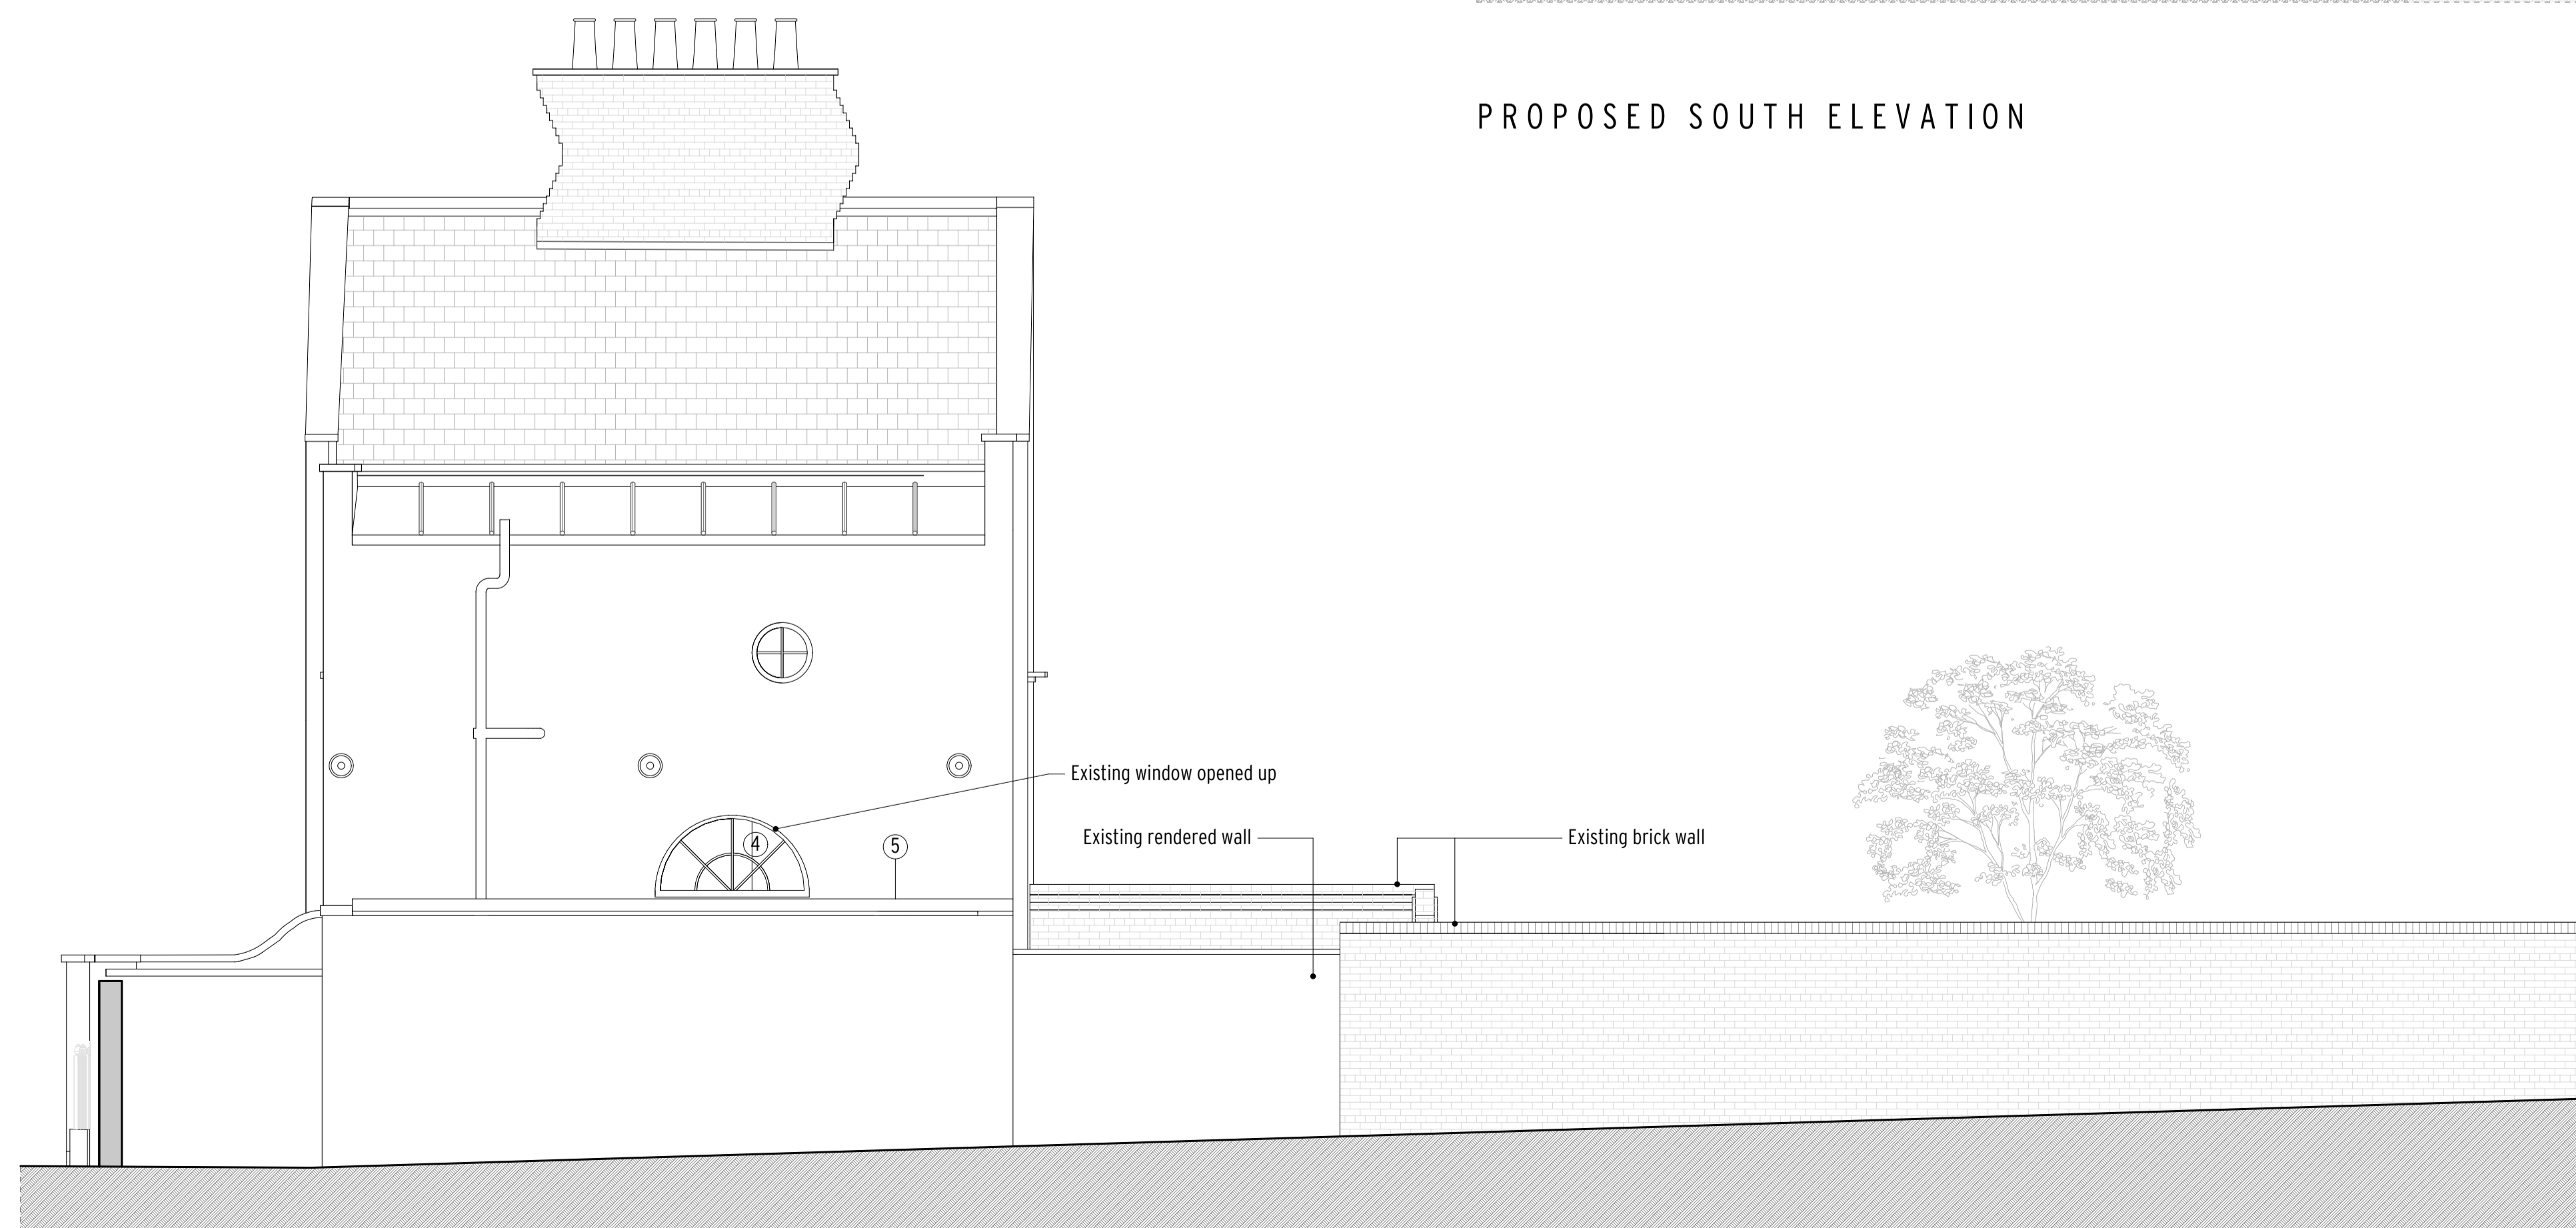 PROPOSED SOUTH ELEVATION
Existing window opened up
Existing rendered wall
Existing brick wall
4
5